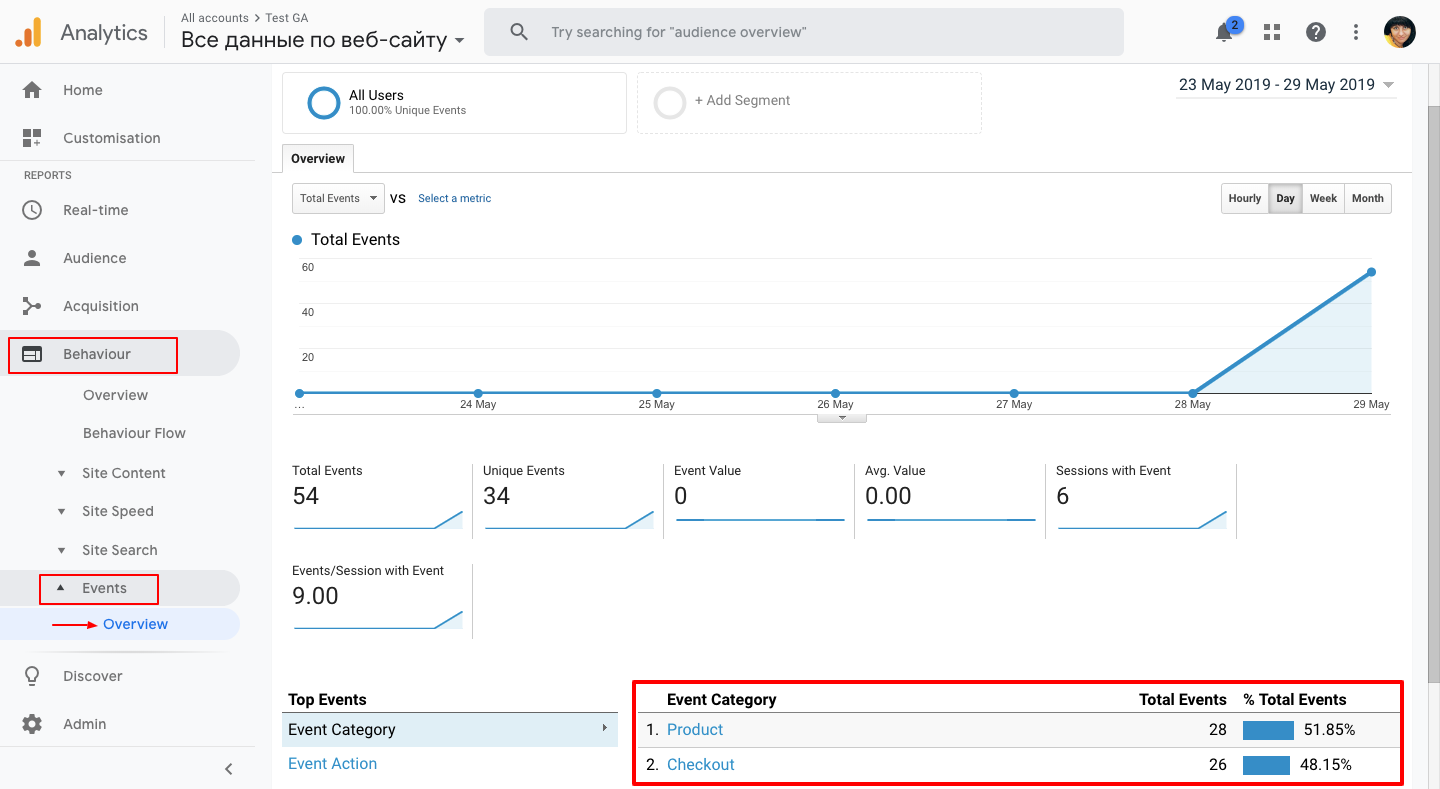 Analytics
All accounts > Test GA
Все данные по веб-сайту
Try searching for "audience overview"
2
Home
Customisation
REPORTS
Real-time
Audience
Acquisition
Behaviour
Overview
Behaviour Flow
Site Content
Site Speed
Site Search
Events
Overview
Discover
Admin
All Users
100.00% Unique Events
+ Add Segment
23 May 2019 - 29 May 2019
Overview
Total Events VS Select a metric
Hourly Day Week Month
Total Events
60
40
20
... 24 May 25 May 26 May 27 May 28 May 29 May
Total Events Unique Events Event Value Avg. Value Sessions with Event
54 34 0 0.00 6
Events/Session with Event
9.00
Top Events
Event Category
Event Action
Event Category Total Events % Total Events
1. Product 28 51.85%
2. Checkout 26 48.15%